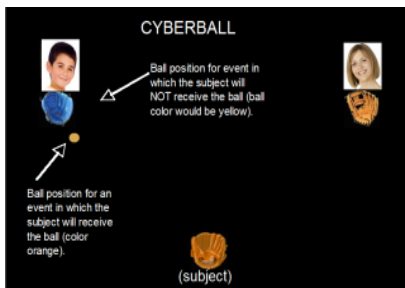 CYBERBALL
Ball position for event in
which the subject will
NOT receive the ball (ball
color would be yellow).
Ball position for an
event in which the
subject will receive
the ball (color
orange).
(subject)